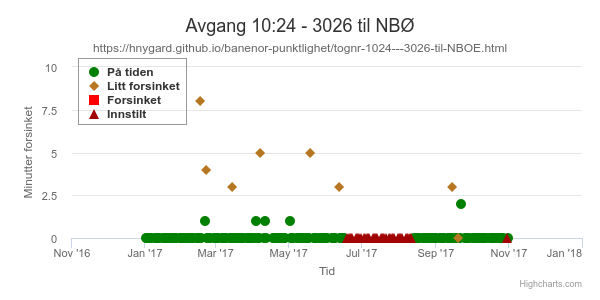 Avgang 10:24 - 3026 til NBØ
https://hnygard.github.io/banenor-punktlighet/tognr-1024---3026-til-NBOE.html
På tiden
Litt forsinket
Forsinket
Innstilt
Minutter forsinket
10
7.5
5
2.5
0
Nov '16
Jan '17
Mar '17
May '17
Jul '17
Sep '17
Nov '17
Jan '18
Tid
Highcharts.com